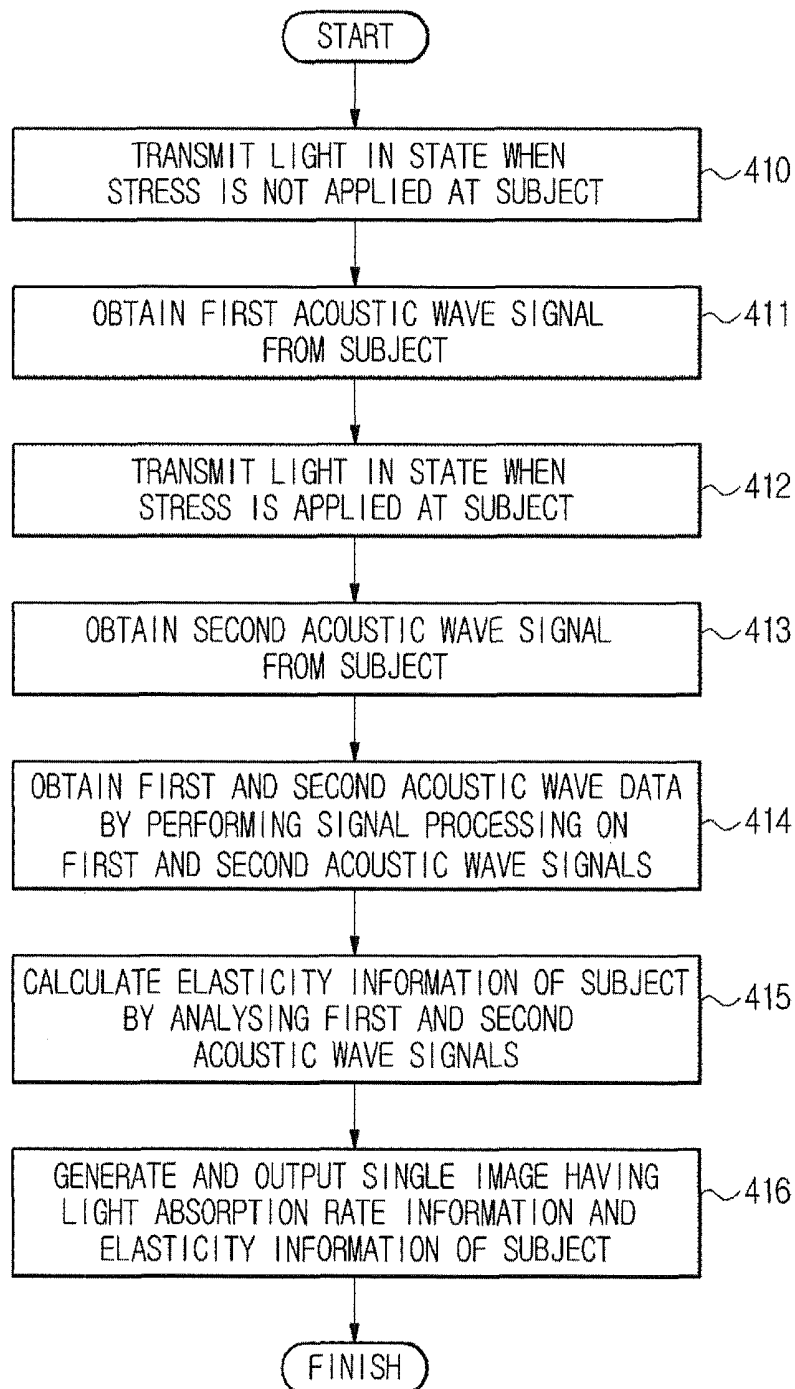 START
TRANSMIT LIGHT IN STATE WHEN
STRESS IS NOT APPLIED AT SUBJECT
410
OBTAIN FIRST ACOUSTIC WAVE SIGNAL
FROM SUBJECT
411
TRANSMIT LIGHT IN STATE WHEN
STRESS IS APPLIED AT SUBJECT
412
OBTAIN SECOND ACOUSTIC WAVE SIGNAL
FROM SUBJECT
413
OBTAIN FIRST AND SECOND ACOUSTIC WAVE DATA
BY PERFORMING SIGNAL PROCESSING ON
FIRST AND SECOND ACOUSTIC WAVE SIGNALS
414
CALCULATE ELASTICITY INFORMATION OF SUBJECT
BY ANALYSING FIRST AND SECOND
ACOUSTIC WAVE SIGNALS
415
GENERATE AND OUTPUT SINGLE IMAGE HAVING
LIGHT ABSORPTION RATE INFORMATION AND
ELASTICITY INFORMATION OF SUBJECT
416
FINISH